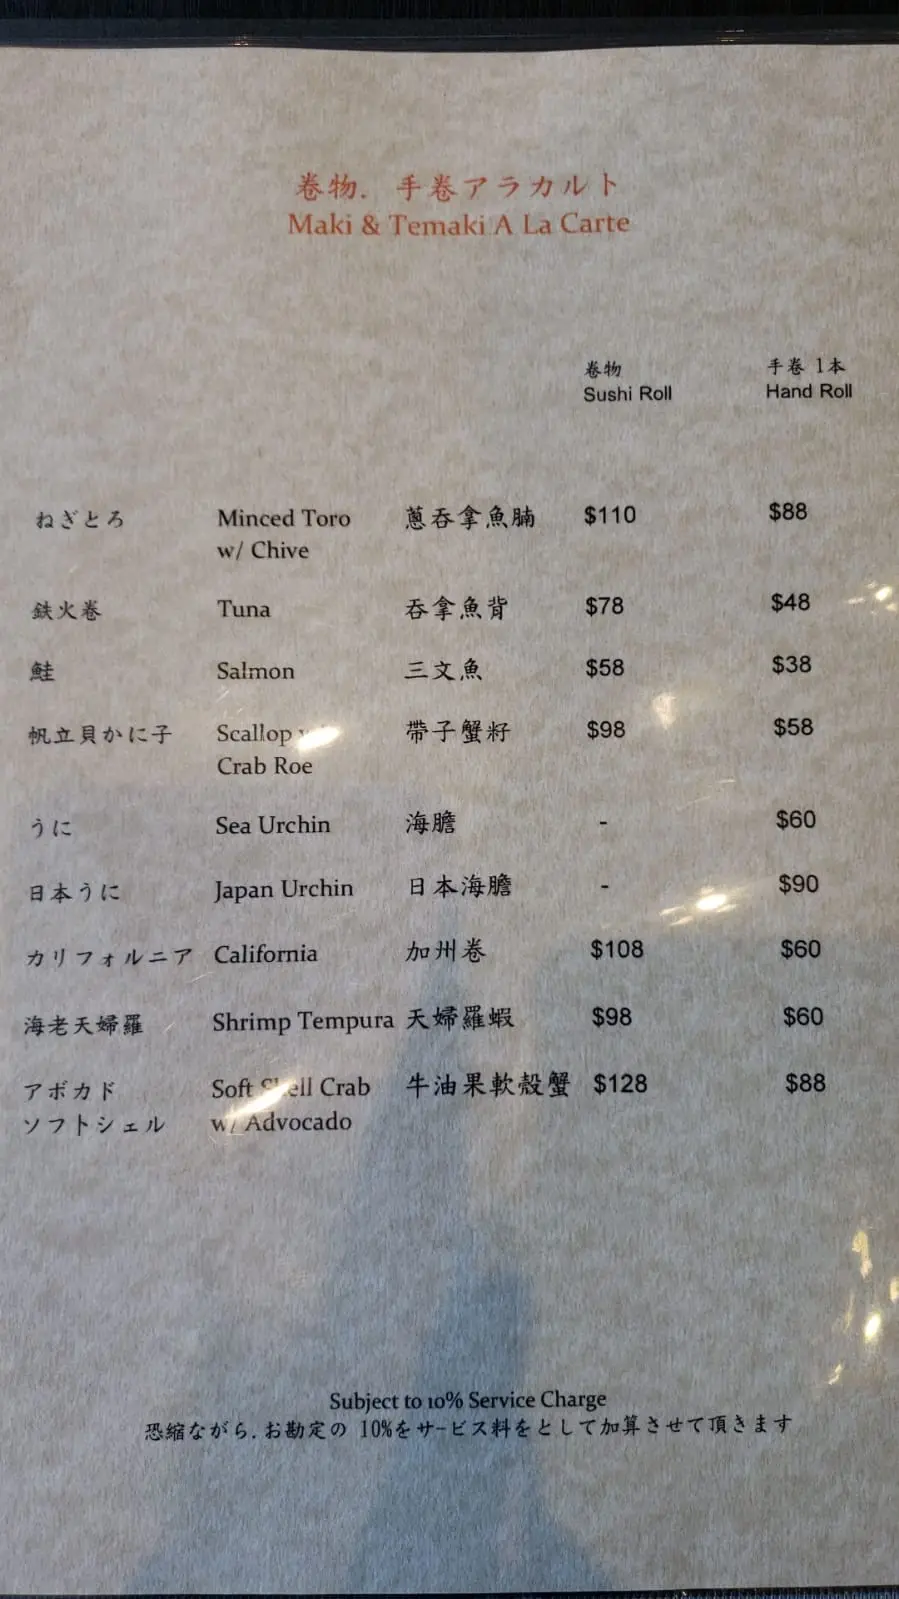 巻物. 手巻アラカルト
Maki & Temaki A La Carte
巻物 手巻 1本
Sushi Roll Hand Roll
ねぎとろ Minced Toro 蔥吞拿魚腩 $110 $88
w/ Chive
鉄火巻 Tuna 吞拿魚背 $78 $48
鮭 Salmon 三文魚 $58 $38
帆立貝かに子 Scallop 帶子蟹籽 $98 $58
Crab Roe
うに Sea Urchin 海膽 - $60
日本うに Japan Urchin 日本海膽 - $90
カリフォルニア California 加州卷 $108 $60
海老天婦羅 Shrimp Tempura 天婦羅蝦 $98 $60
アボカド Soft Shell Crab 牛油果軟殼蟹 $128 $88
ソフトシェル w/ Advocado
Subject to 10% Service Charge
恐縮ながら.お勘定の 10%をサービス料をとして加算させて頂きます